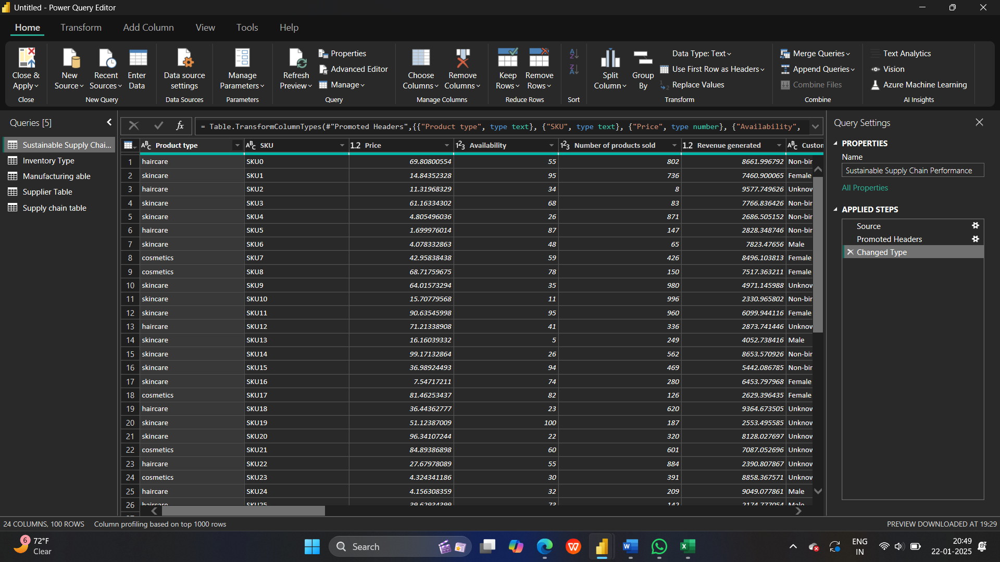 Untitled - Power Query Editor
Home Transform Add Column View Tools Help
Close & Apply
New Source
Recent Sources
Enter Data
Data source settings
Manage Parameters
Refresh Preview
Properties
Advanced Editor
Manage
Choose Columns
Remove Columns
Keep Rows
Remove Rows
Split Column
Group By
Data Type: Text
Use First Row as Headers
Replace Values
Merge Queries
Append Queries
Combine Files
Text Analytics
Vision
Azure Machine Learning
Close New Query Data Sources Parameters Query Manage Columns Reduce Rows Sort Transform Combine AI Insights
Queries [5]
Sustainable Supply Chai...
Inventory Type
Manufacturing able
Supplier Table
Supply chain table
fx
= Table.TransformColumnTypes(#"Promoted Headers",{{"Product type", type text}, {"SKU", type text}, {"Price", type number}, {"Availability",
Product type SKU 1.2 Price 123 Availability 123 Number of products sold 1.2 Revenue generated Custon
1 haircare SKU0 69.80800554 55 802 8661.996792 Non-bir
2 skincare SKU1 14.84352328 95 736 7460.900065 Female
3 haircare SKU2 11.31968329 34 8 9577.749626 Unknov
4 skincare SKU3 61.16334302 68 83 7766.836426 Non-bir
5 skincare SKU4 4.805496036 26 871 2686.505152 Non-bir
6 haircare SKU5 1.699976014 87 147 2828.348746 Non-bir
7 skincare SKU6 4.078332863 48 65 7823.47656 Male
8 cosmetics SKU7 42.95838438 59 426 8496.103813 Female
9 cosmetics SKU8 68.71759675 78 150 7517.363211 Female
10 skincare SKU9 64.01573294 35 980 4971.145988 Unknov
11 skincare SKU10 15.70779568 11 996 2330.965802 Non-bir
12 skincare SKU11 90.63545998 95 960 6099.944116 Female
13 haircare SKU12 71.21338908 41 336 2873.741446 Unknov
14 skincare SKU13 16.16039332 5 249 4052.738416 Male
15 skincare SKU14 99.17132864 26 562 8653.570926 Non-bir
16 skincare SKU15 36.98924493 94 469 5442.086785 Non-bir
17 skincare SKU16 7.54717211 74 280 6453.797968 Female
18 cosmetics SKU17 81.46253437 82 126 2629.396435 Female
19 haircare SKU18 36.44362777 23 620 9364.673505 Unknov
20 skincare SKU19 51.12387009 100 187 2553.495585 Unknov
21 skincare SKU20 96.34107244 22 320 8128.027697 Unknov
22 cosmetics SKU21 84.89386898 60 601 7087.052696 Unknov
23 haircare SKU22 27.67978089 55 884 2390.807867 Unknov
24 cosmetics SKU23 4.324341186 30 391 8858.367571 Unknov
25 haircare SKU24 4.156308359 32 209 9049.077861 Male
26 haircare SKU25 39.62934399 73 142 2174.777054 Male
Query Settings
PROPERTIES
Name
Sustainable Supply Chain Performance
All Properties
APPLIED STEPS
Source
Promoted Headers
Changed Type
24 COLUMNS, 100 ROWS Column profiling based on top 1000 rows
PREVIEW DOWNLOADED AT 19:29
6
72°F
Clear
Search
ENG
IN
20:49
22-01-2025